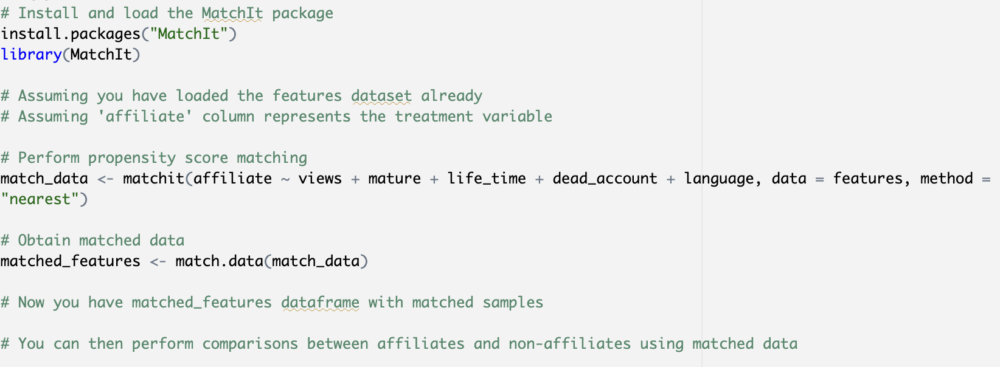 # Install and load the MatchIt package
install.packages("MatchIt")
library(MatchIt)
# Assuming you have loaded the features dataset already
# Assuming 'affiliate' column represents the treatment variable
# Perform propensity score matching
match_data <- matchit(affiliate ~ views + mature + life_time + dead_account + language, data = features, method =
"nearest")
# Obtain matched data
matched_features <- match.data(match_data)
# Now you have matched_features dataframe with matched samples
# You can then perform comparisons between affiliates and non-affiliates using matched data